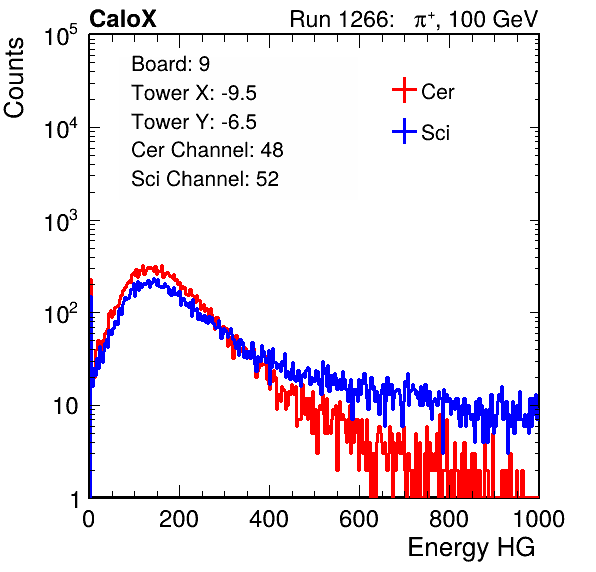 CaloX Run 1266: π⁺, 100 GeV
Board: 9
Tower X: -9.5
Tower Y: -6.5
Cer Channel: 48
Sci Channel: 52
Cer
Sci
Counts
10⁵
10⁴
10³
10²
10
1
0 200 400 600 800 1000
Energy HG